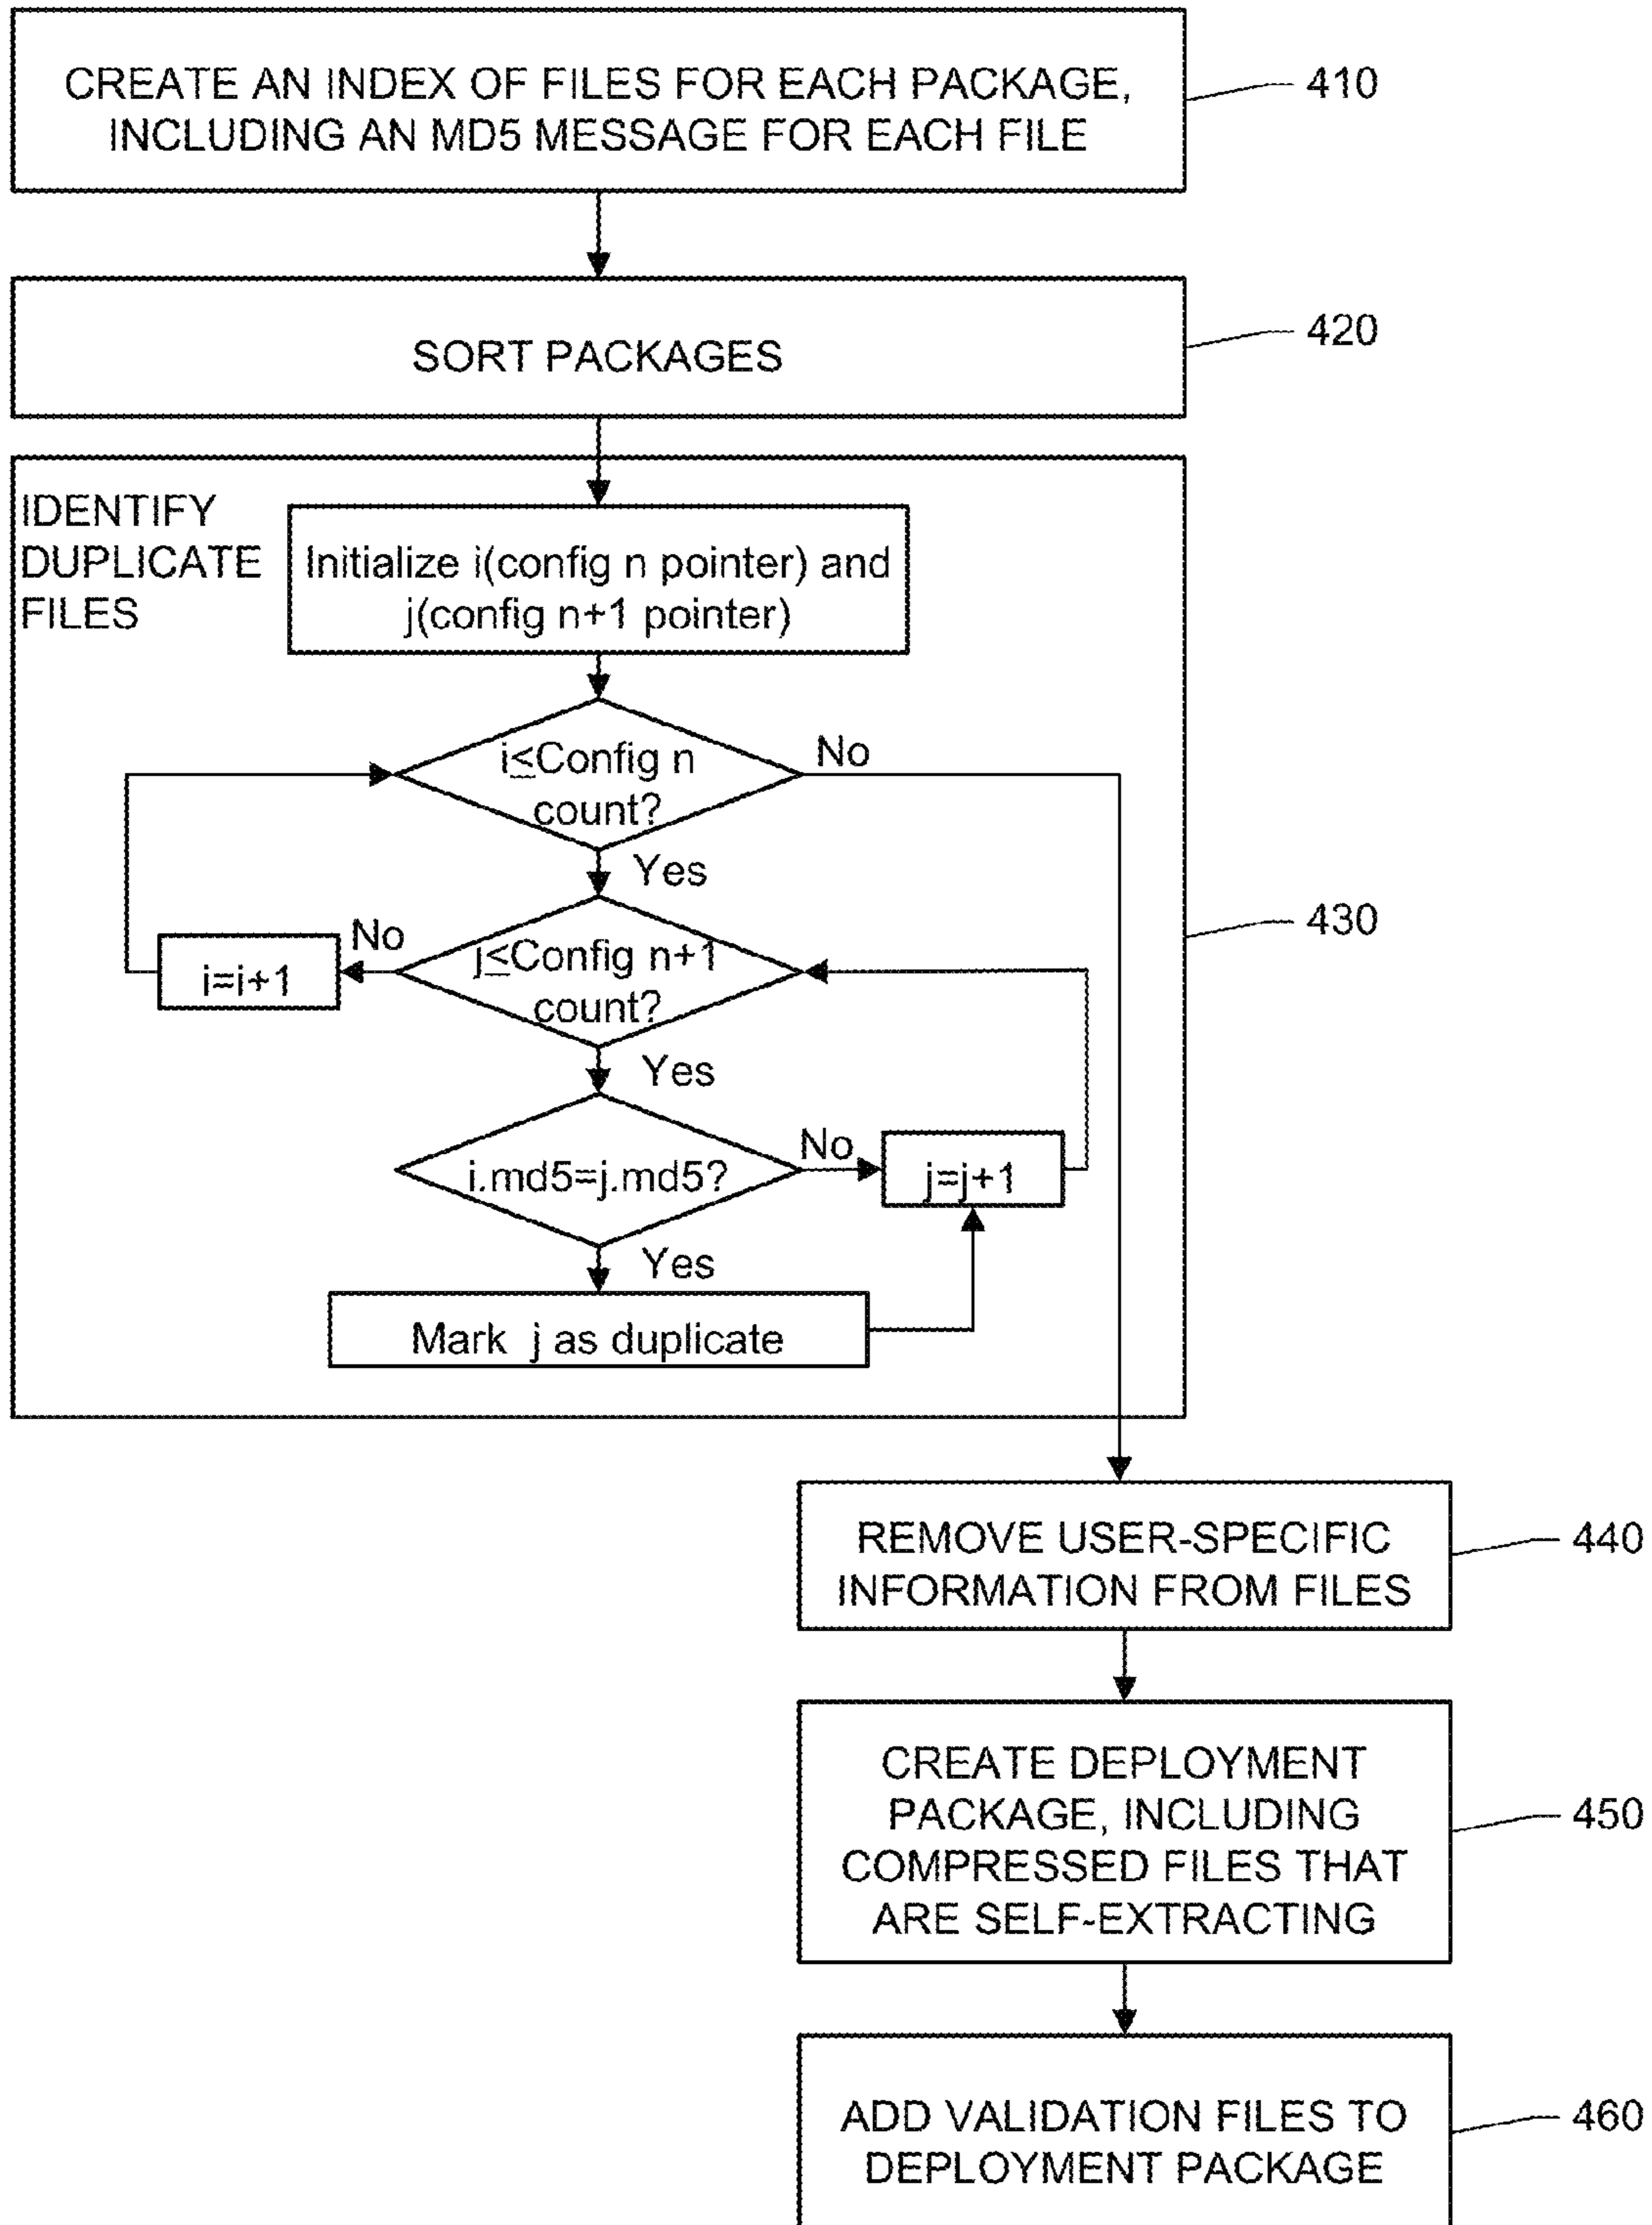 CREATE AN INDEX OF FILES FOR EACH PACKAGE,
INCLUDING AN MD5 MESSAGE FOR EACH FILE
410
SORT PACKAGES
420
IDENTIFY
DUPLICATE
FILES
Initialize i(config n pointer) and
j(config n+1 pointer)
i≤Config n
count?
No
Yes
430
j≤Config n+1
count?
No
i=i+1
Yes
i.md5=j.md5?
No
j=j+1
Yes
Mark j as duplicate
REMOVE USER-SPECIFIC
INFORMATION FROM FILES
440
CREATE DEPLOYMENT
PACKAGE, INCLUDING
COMPRESSED FILES THAT
ARE SELF-EXTRACTING
450
ADD VALIDATION FILES TO
DEPLOYMENT PACKAGE
460